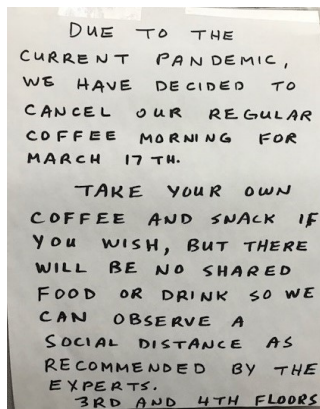 DUE TO THE
CURRENT PANDEMIC,
WE HAVE DECIDED TO
CANCEL OUR REGULAR
COFFEE MORNING FOR
MARCH 17TH.
TAKE YOUR OWN
COFFEE AND SNACK IF
YOU WISH, BUT THERE
WILL BE NO SHARED
FOOD OR DRINK SO WE
CAN OBSERVE A
SOCIAL DISTANCE AS
RECOMMENDED BY THE
EXPERTS.
3RD AND 4TH FLOORS